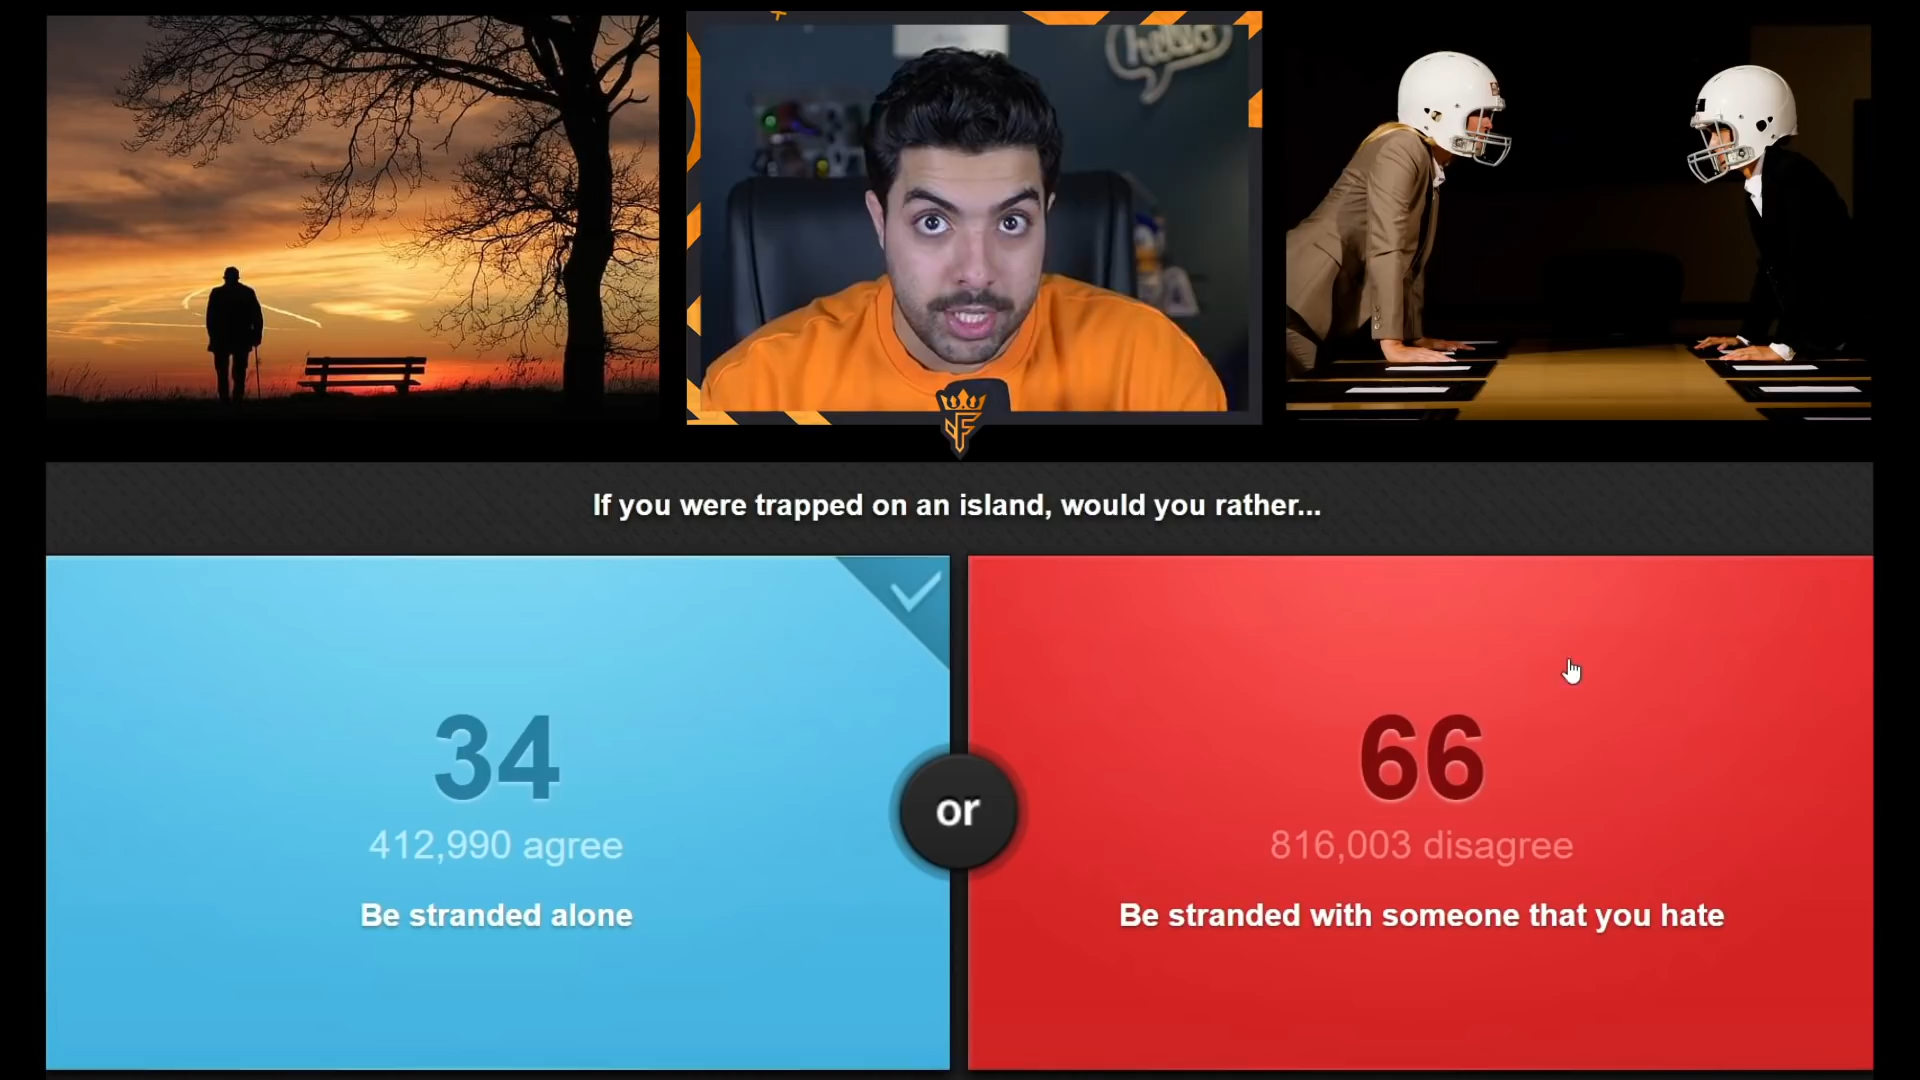 hello
If you were trapped on an island, would you rather...
34
412,990 agree
Be stranded alone
or
66
816,003 disagree
Be stranded with someone that you hate